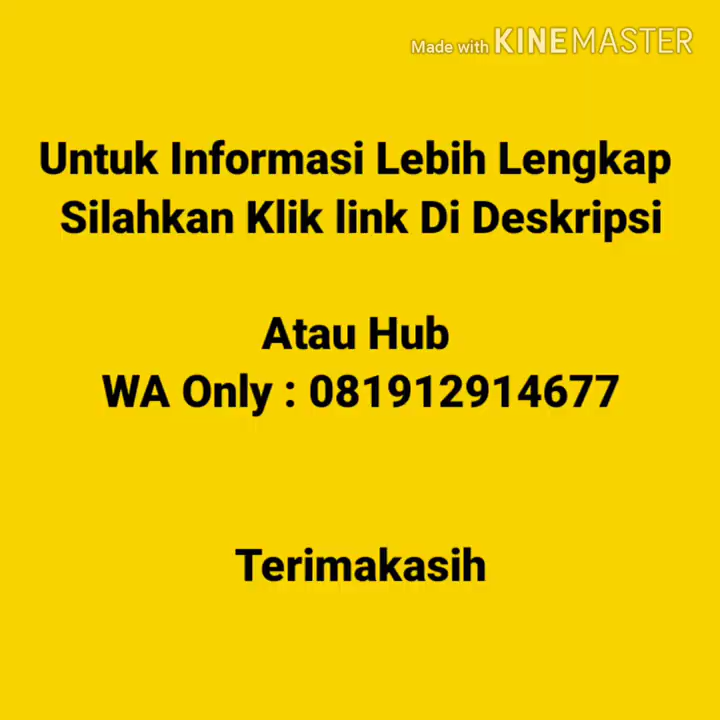 Made with KINEMASTER
Untuk Informasi Lebih Lengkap
Silahkan Klik link Di Deskripsi
Atau Hub
WA Only : 081912914677
Terimakasih